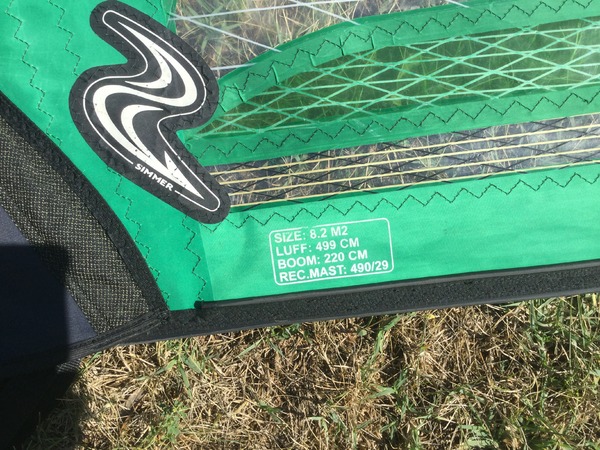 SIMMER
SIZE: 8.2 M2
LUFF: 499 CM
BOOM: 220 CM
REC.MAST: 490/29